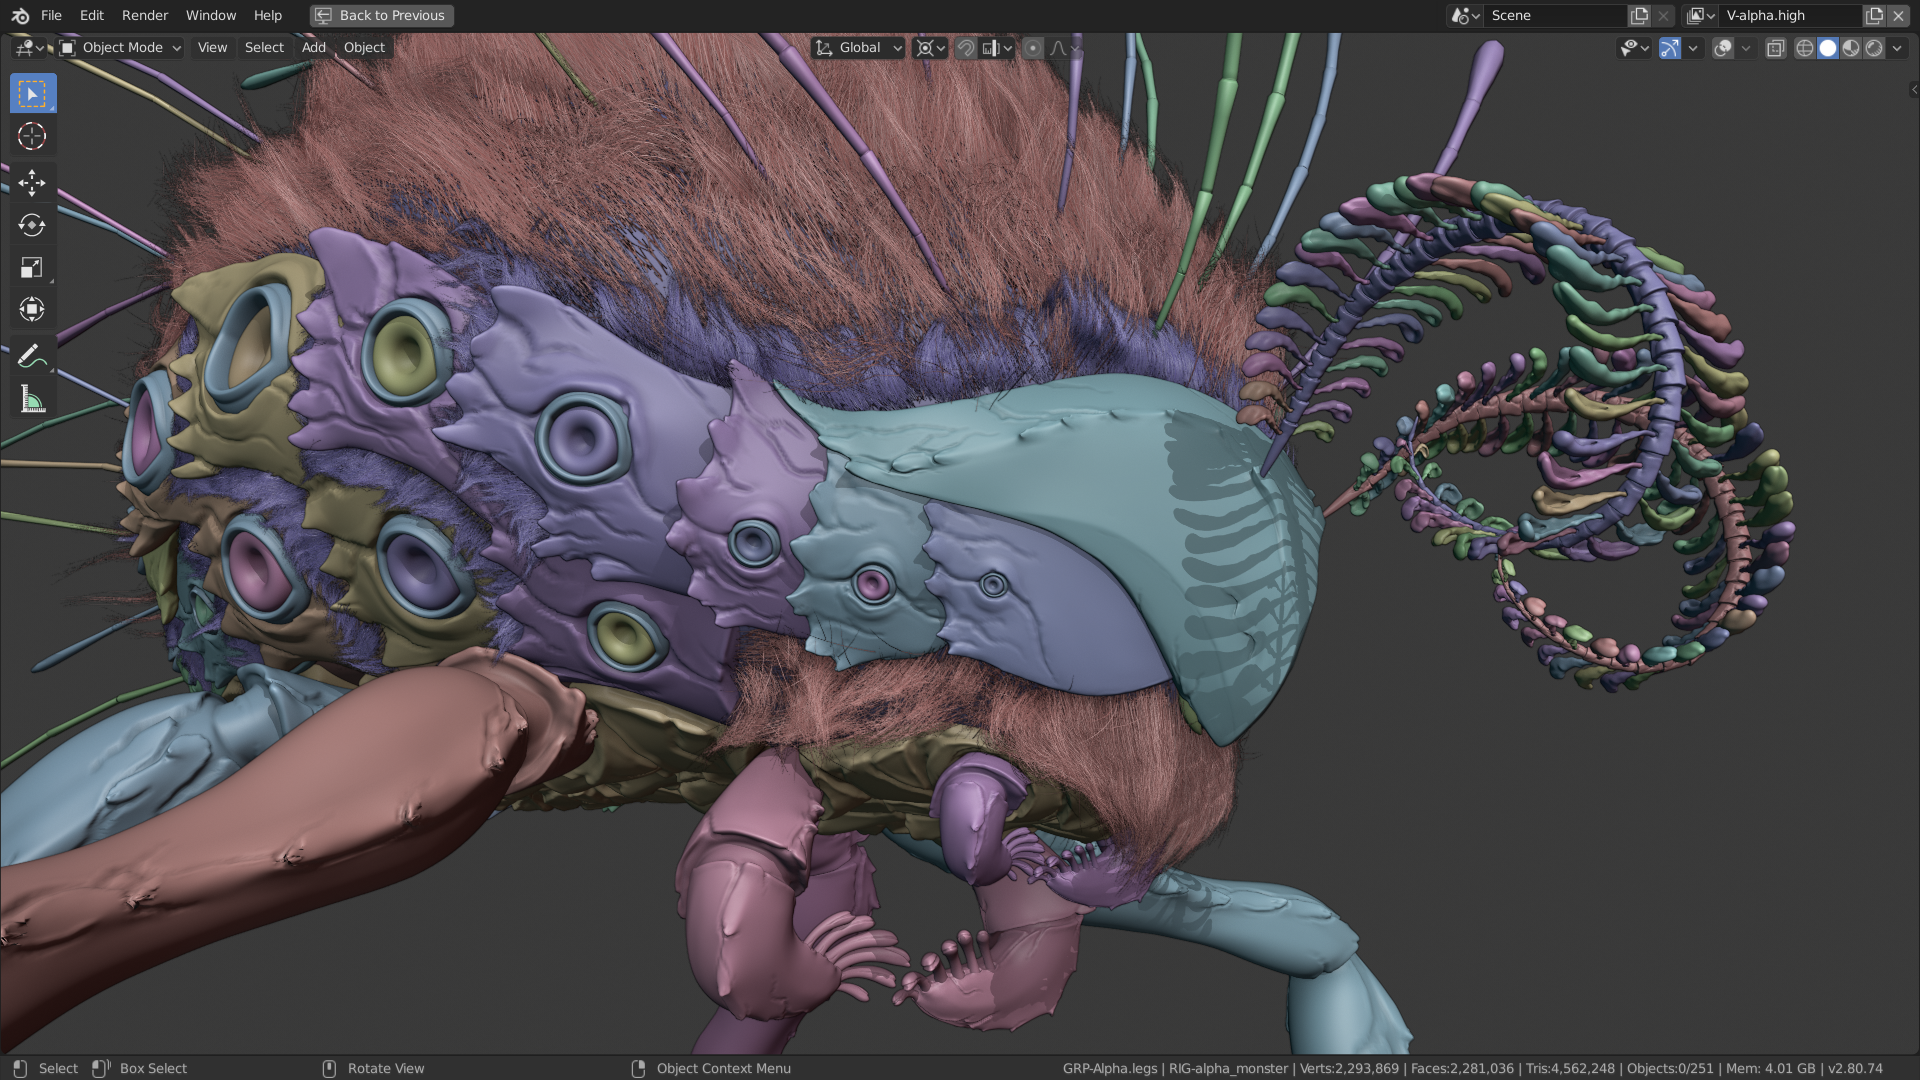 File Edit Render Window Help Back to Previous Scene V-alpha.high
Object Mode View Select Add Object Global
Select Box Select Rotate View Object Context Menu GRP-Alpha.legs | RIG-alpha_monster | Verts:2,293,869 | Faces:2,281,036 | Tris:4,562,248 | Objects:0/251 | Mem: 4.01 GB | v2.80.74